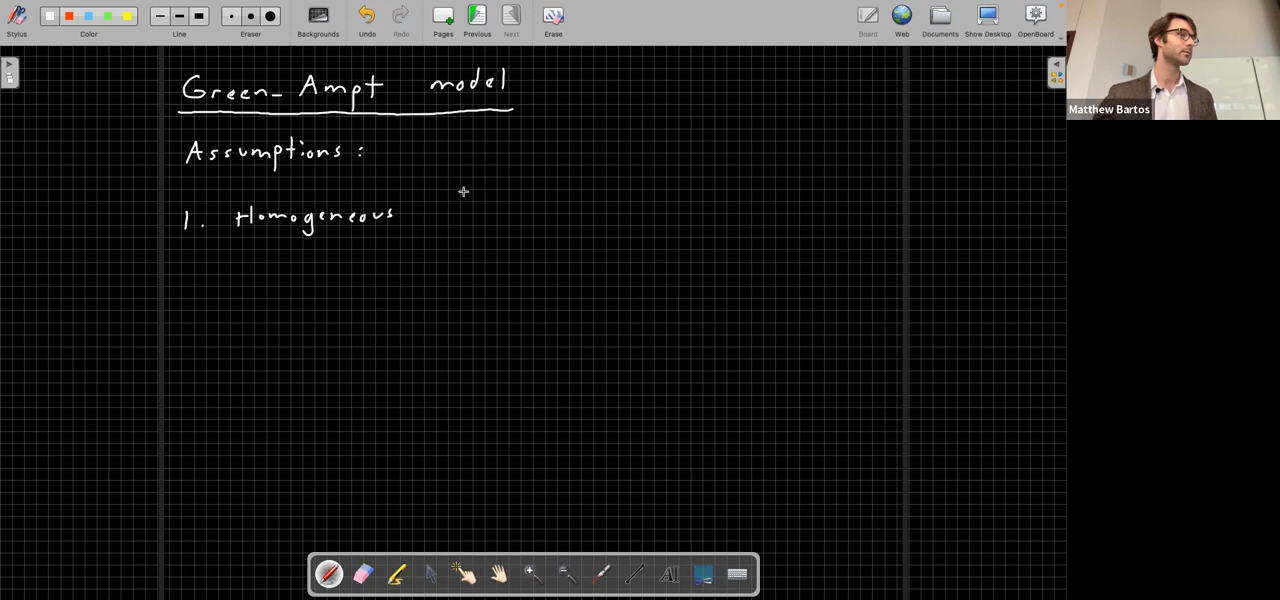 Stylus
Color
Line
Eraser
Backgrounds
Undo
Redo
Pages
Previous
Next
Erase
Board
Web
Documents
Show Desktop
OpenBoard
Matthew Bartos
Green-Ampt model
Assumptions:
1. Homogeneous
AI